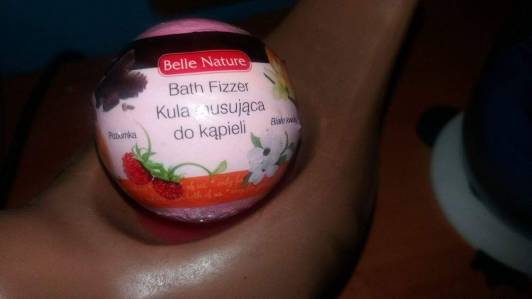 Belle Nature
Bath Fizzer
Kula musująca
do kąpieli
Poziomka